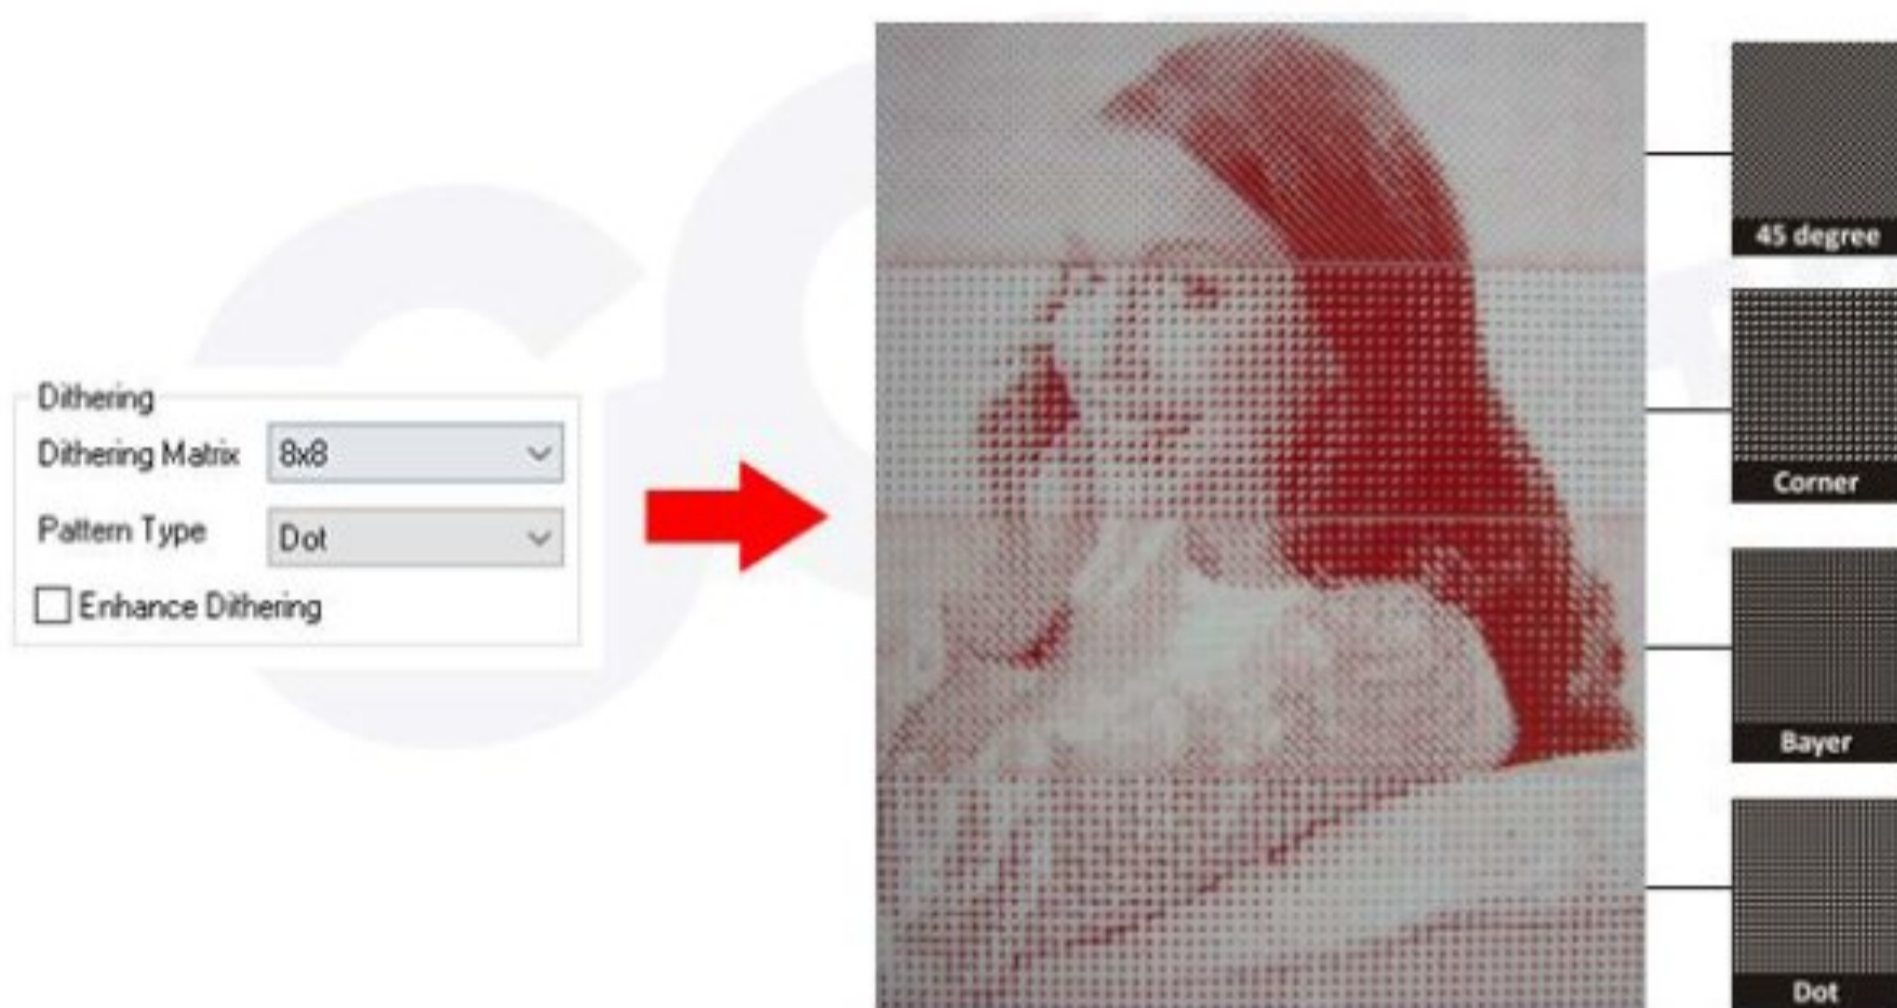 Dithering
Dithering Matrix 8x8
Pattern Type Dot
Enhance Dithering
45 degree
Corner
Bayer
Dot